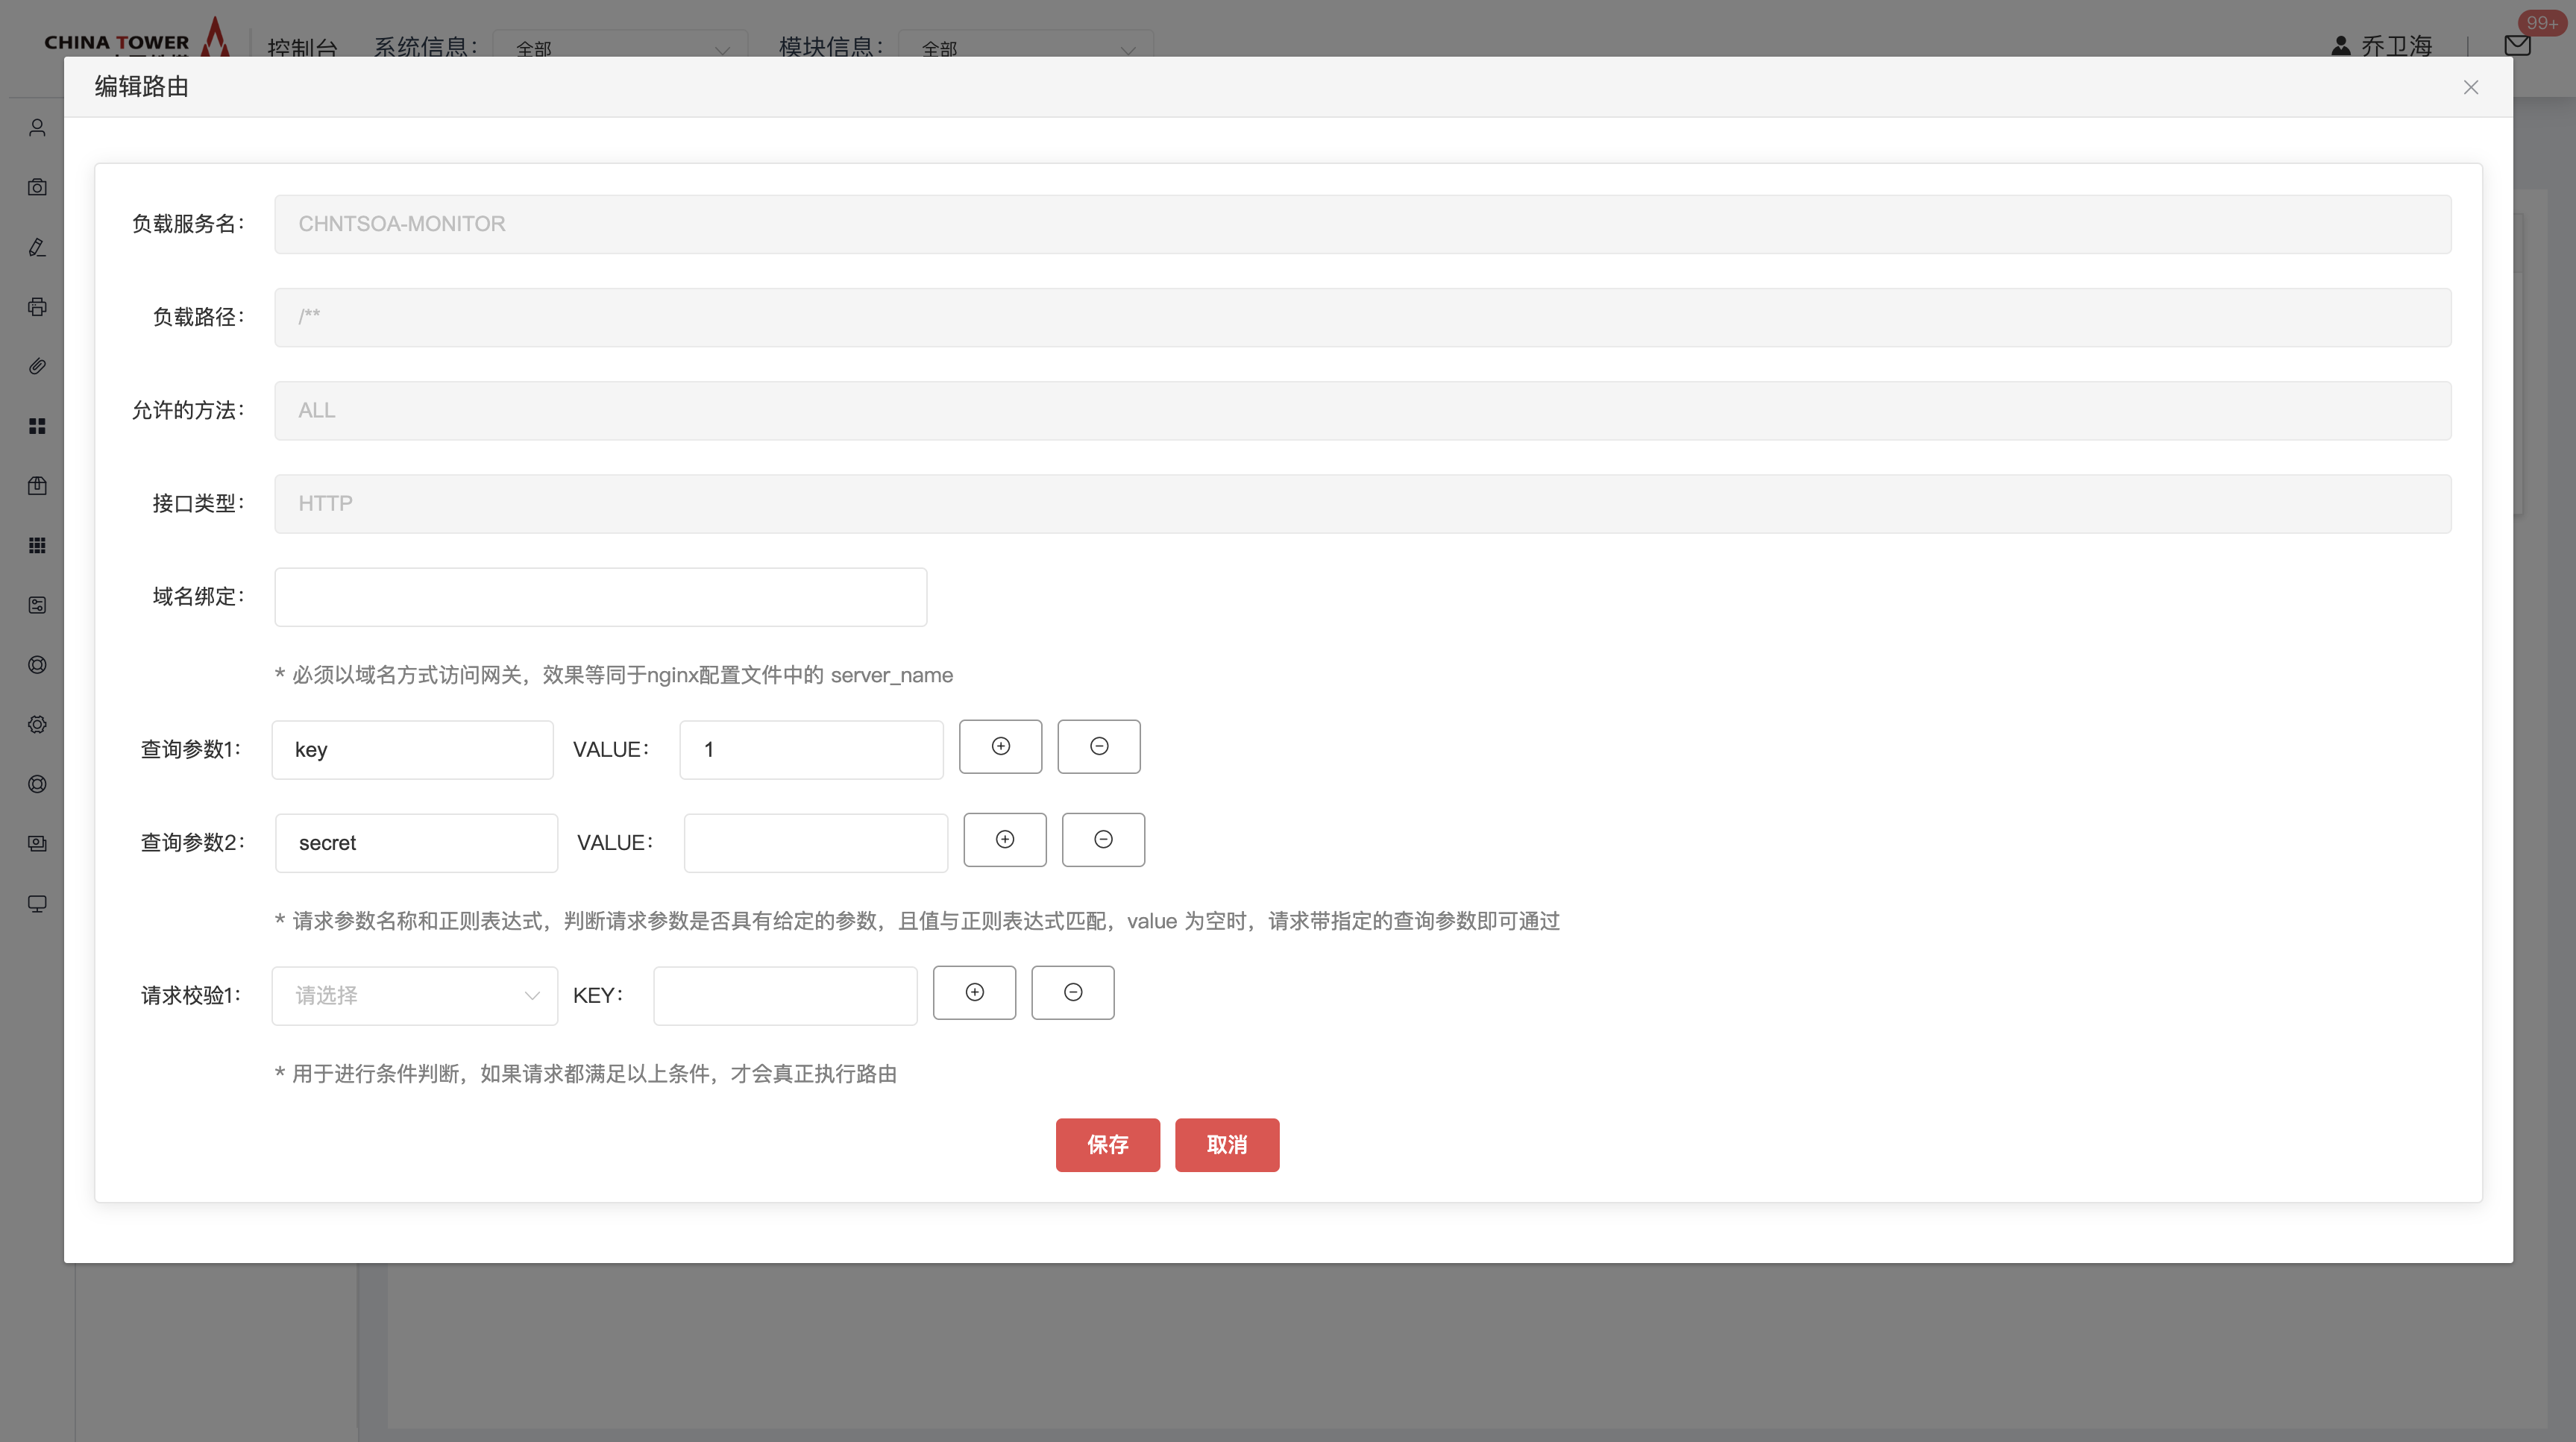 CHINA TOWER
控制台 系统信息： 全部 模块信息： 全部 乔卫海 99+
编辑路由
负载服务名： CHNTSOA-MONITOR
负载路径： /**
允许的方法： ALL
接口类型： HTTP
域名绑定：
* 必须以域名方式访问网关，效果等同于nginx配置文件中的 server_name
查询参数1： key VALUE： 1
查询参数2： secret VALUE：
* 请求参数名称和正则表达式，判断请求参数是否具有给定的参数，且值与正则表达式匹配，value 为空时，请求带指定的查询参数即可通过
请求校验1： 请选择 KEY：
* 用于进行条件判断，如果请求都满足以上条件，才会真正执行路由
保存 取消